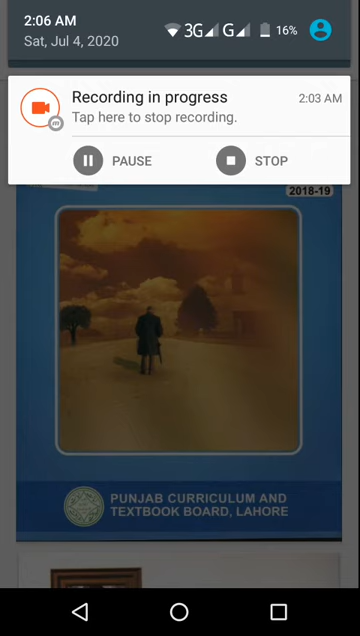 2:06 AM
Sat, Jul 4, 2020
3G G 16%
Recording in progress 2:03 AM
Tap here to stop recording.
PAUSE STOP
2018-19
PUNJAB CURRICULUM AND
TEXTBOOK BOARD, LAHORE